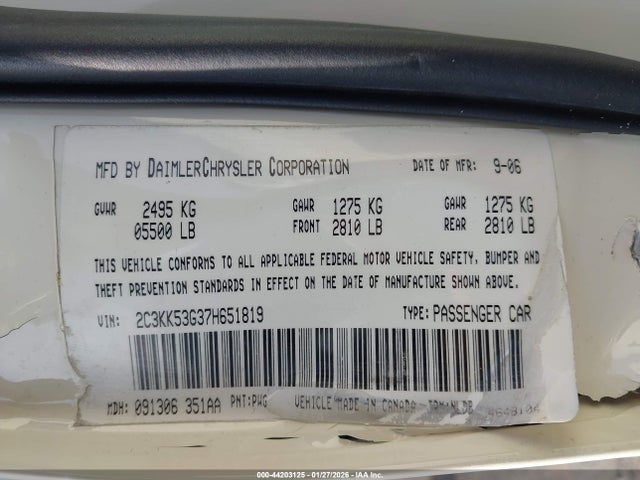 MFD BY DAIMLERCHRYSLER CORPORATION DATE OF MFR: 9-06
GVWR 2495 KG GAWR 1275 KG GAWR 1275 KG
05500 LB FRONT 2810 LB REAR 2810 LB
THIS VEHICLE CONFORMS TO ALL APPLICABLE FEDERAL MOTOR VEHICLE SAFETY, BUMPER AND
THEFT PREVENTION STANDARDS IN EFFECT ON THE DATE OF MANUFACTURE SHOWN ABOVE.
VIN: 2C3KK53G37H651819 TYPE: PASSENGER CAR
MDH: 091306 351AA PNT: PWG VEHICLE MADE IN CANADA
000-44203125 - 01/27/2026 - IAA Inc.